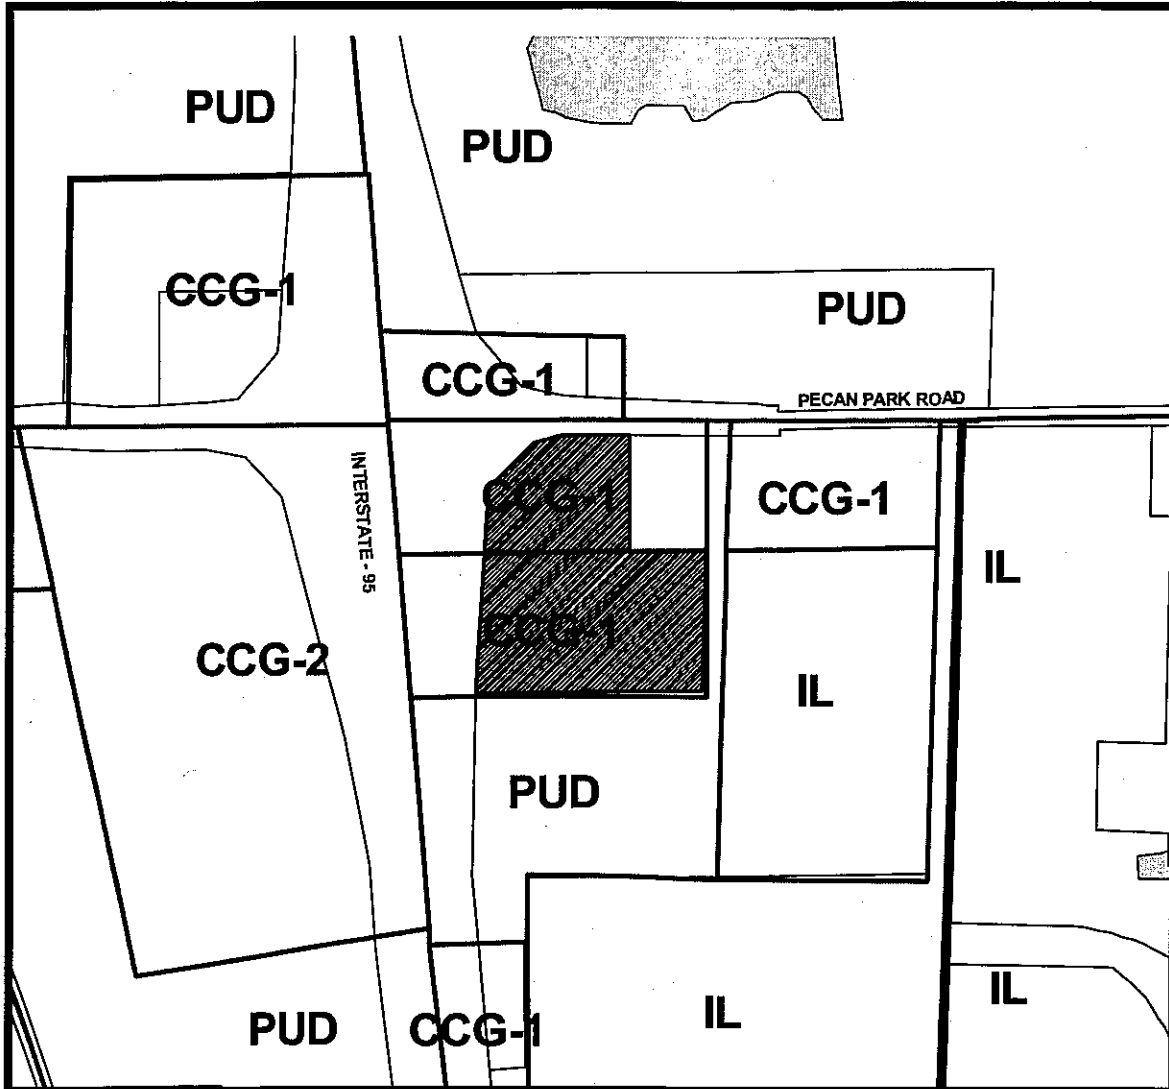 PUD
PUD
CCG-1
PUD
CCG-1
PECAN PARK ROAD
INTERSTATE - 95
CCG-1
CCG-1
IL
CCG-1
CCG-2
IL
PUD
IL
PUD
CCG-1
IL